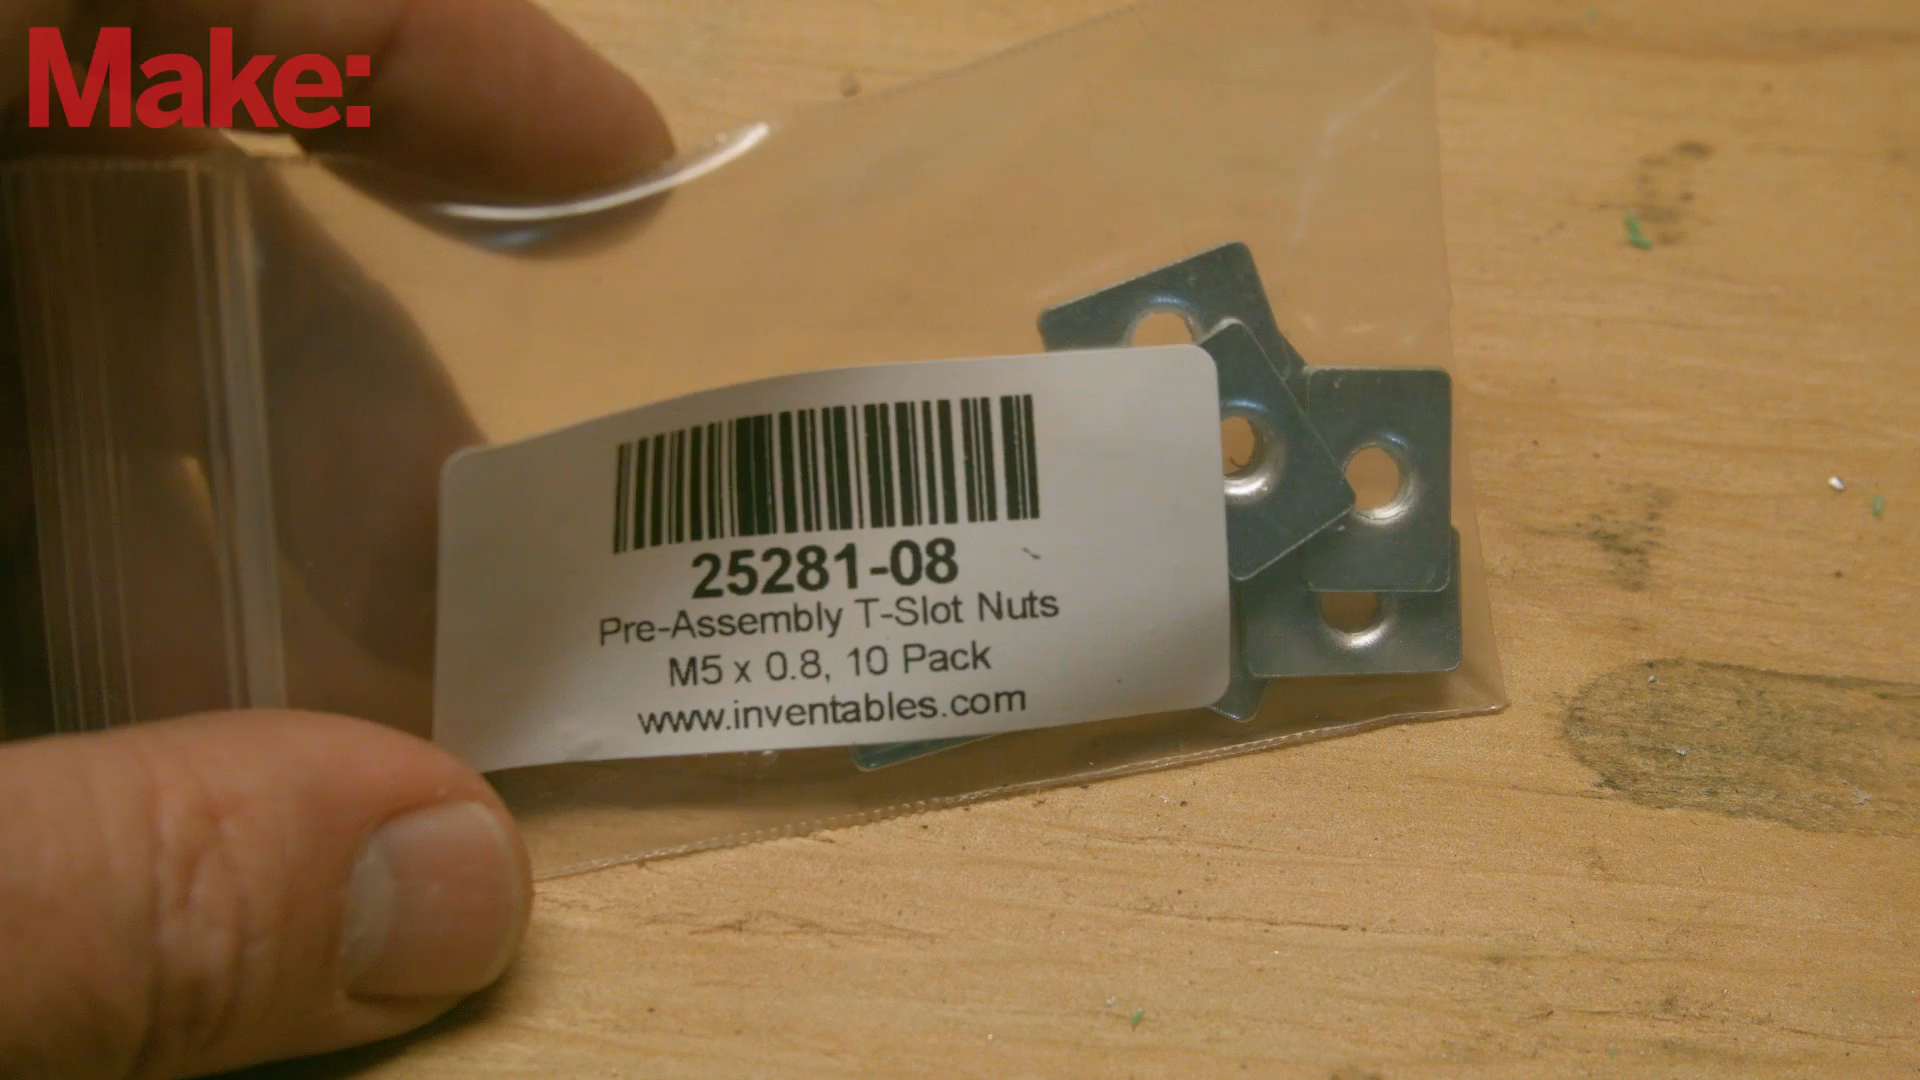 Make:
25281-08
Pre-Assembly T-Slot Nuts
M5 x 0.8, 10 Pack
www.inventables.com